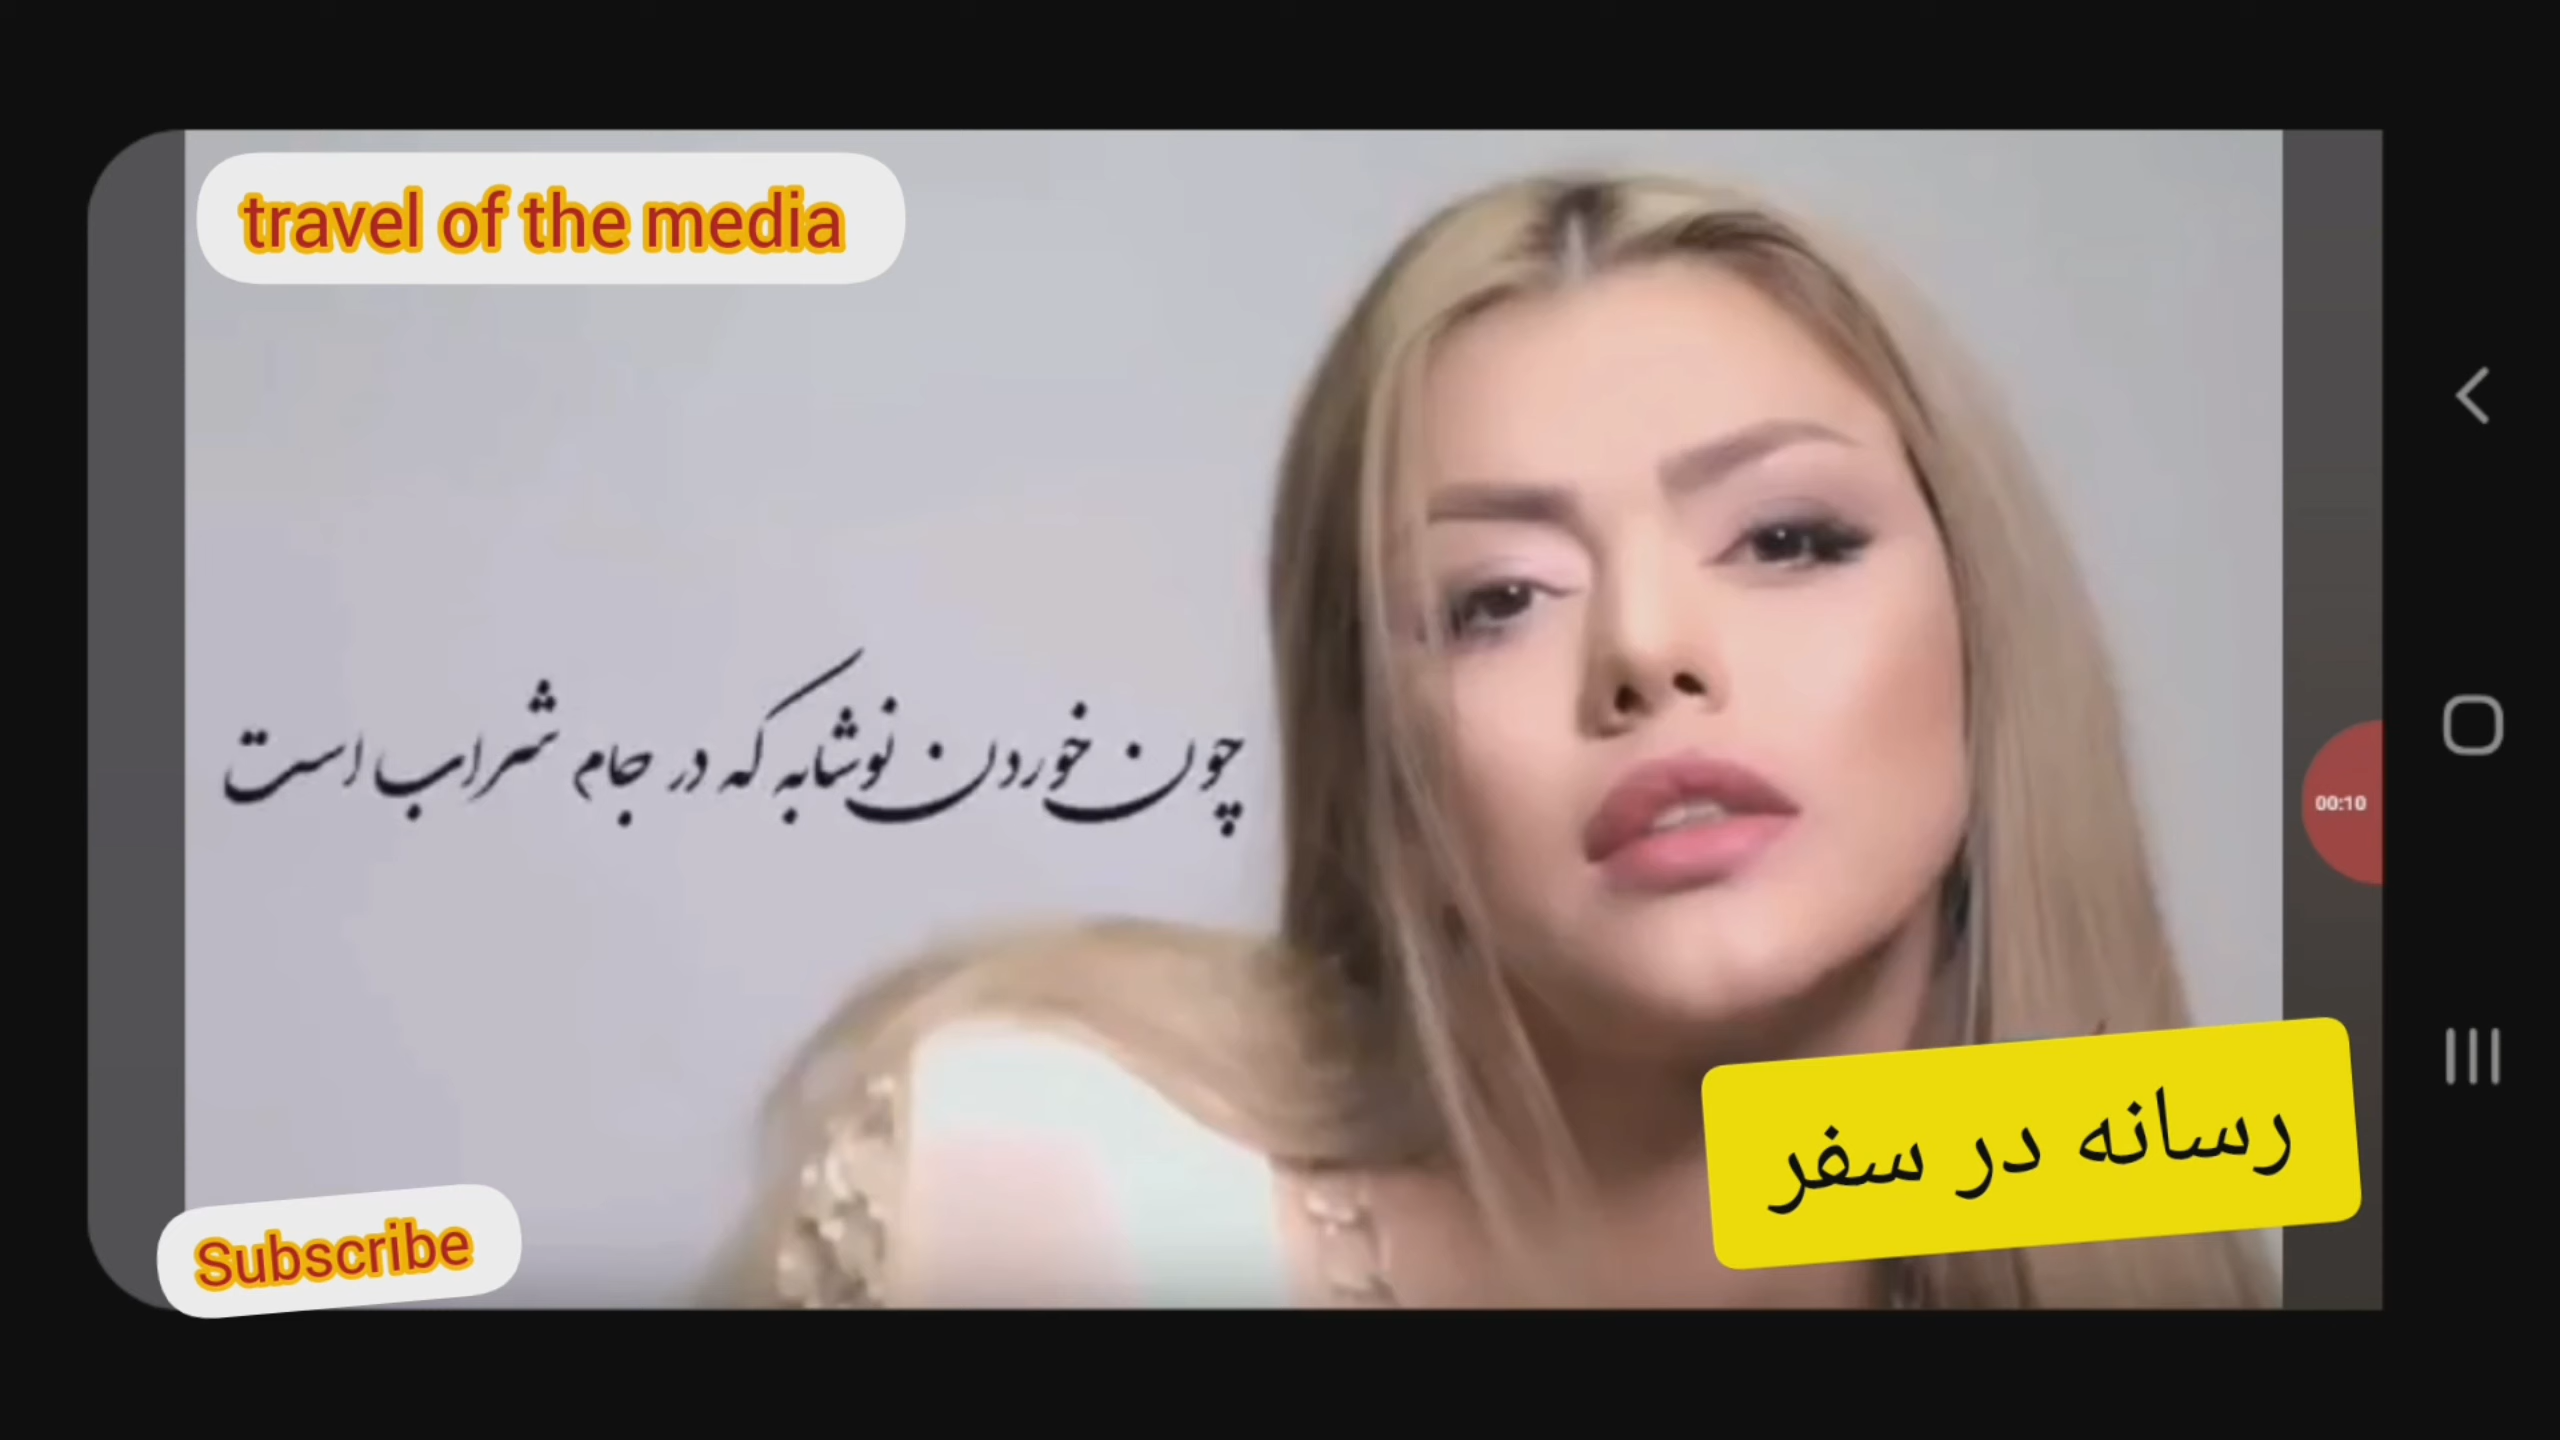 travel of the media
چون خوردن نوشابه که در جام شراب است
00:10
رسانه در سفر
Subscribe